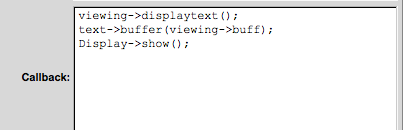 viewing->displaytext();
text->buffer(viewing->buff);
Display->show();
Callback: